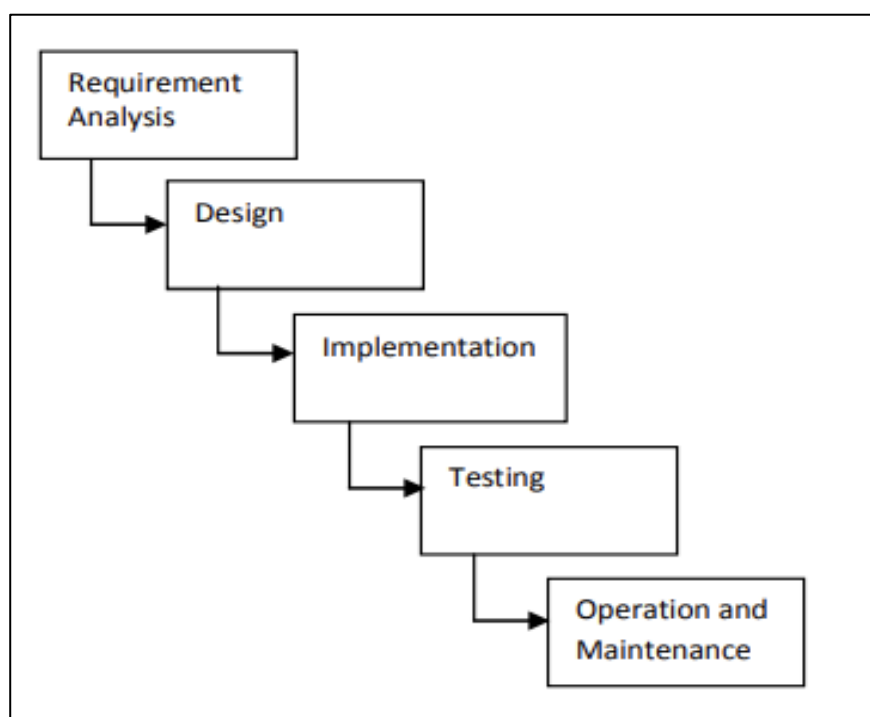 Requirement
Analysis
Design
Implementation
Testing
Operation and
Maintenance